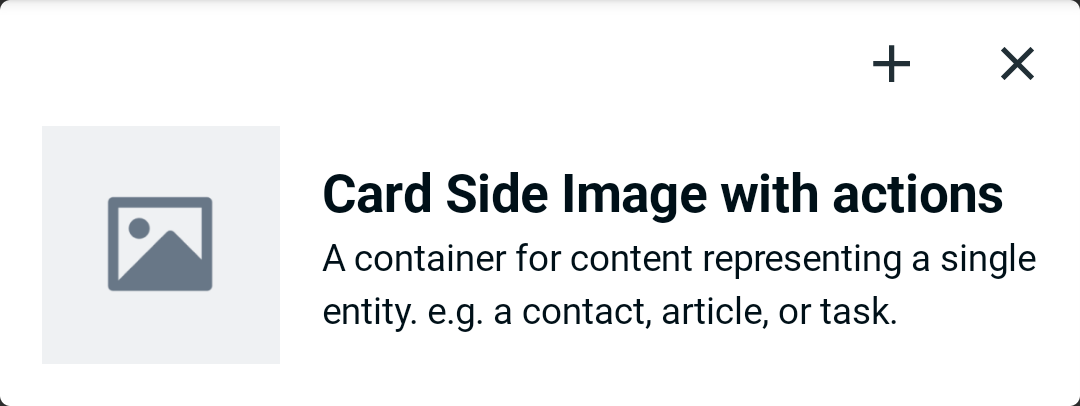 Card Side Image with actions
A container for content representing a single
entity. e.g. a contact, article, or task.